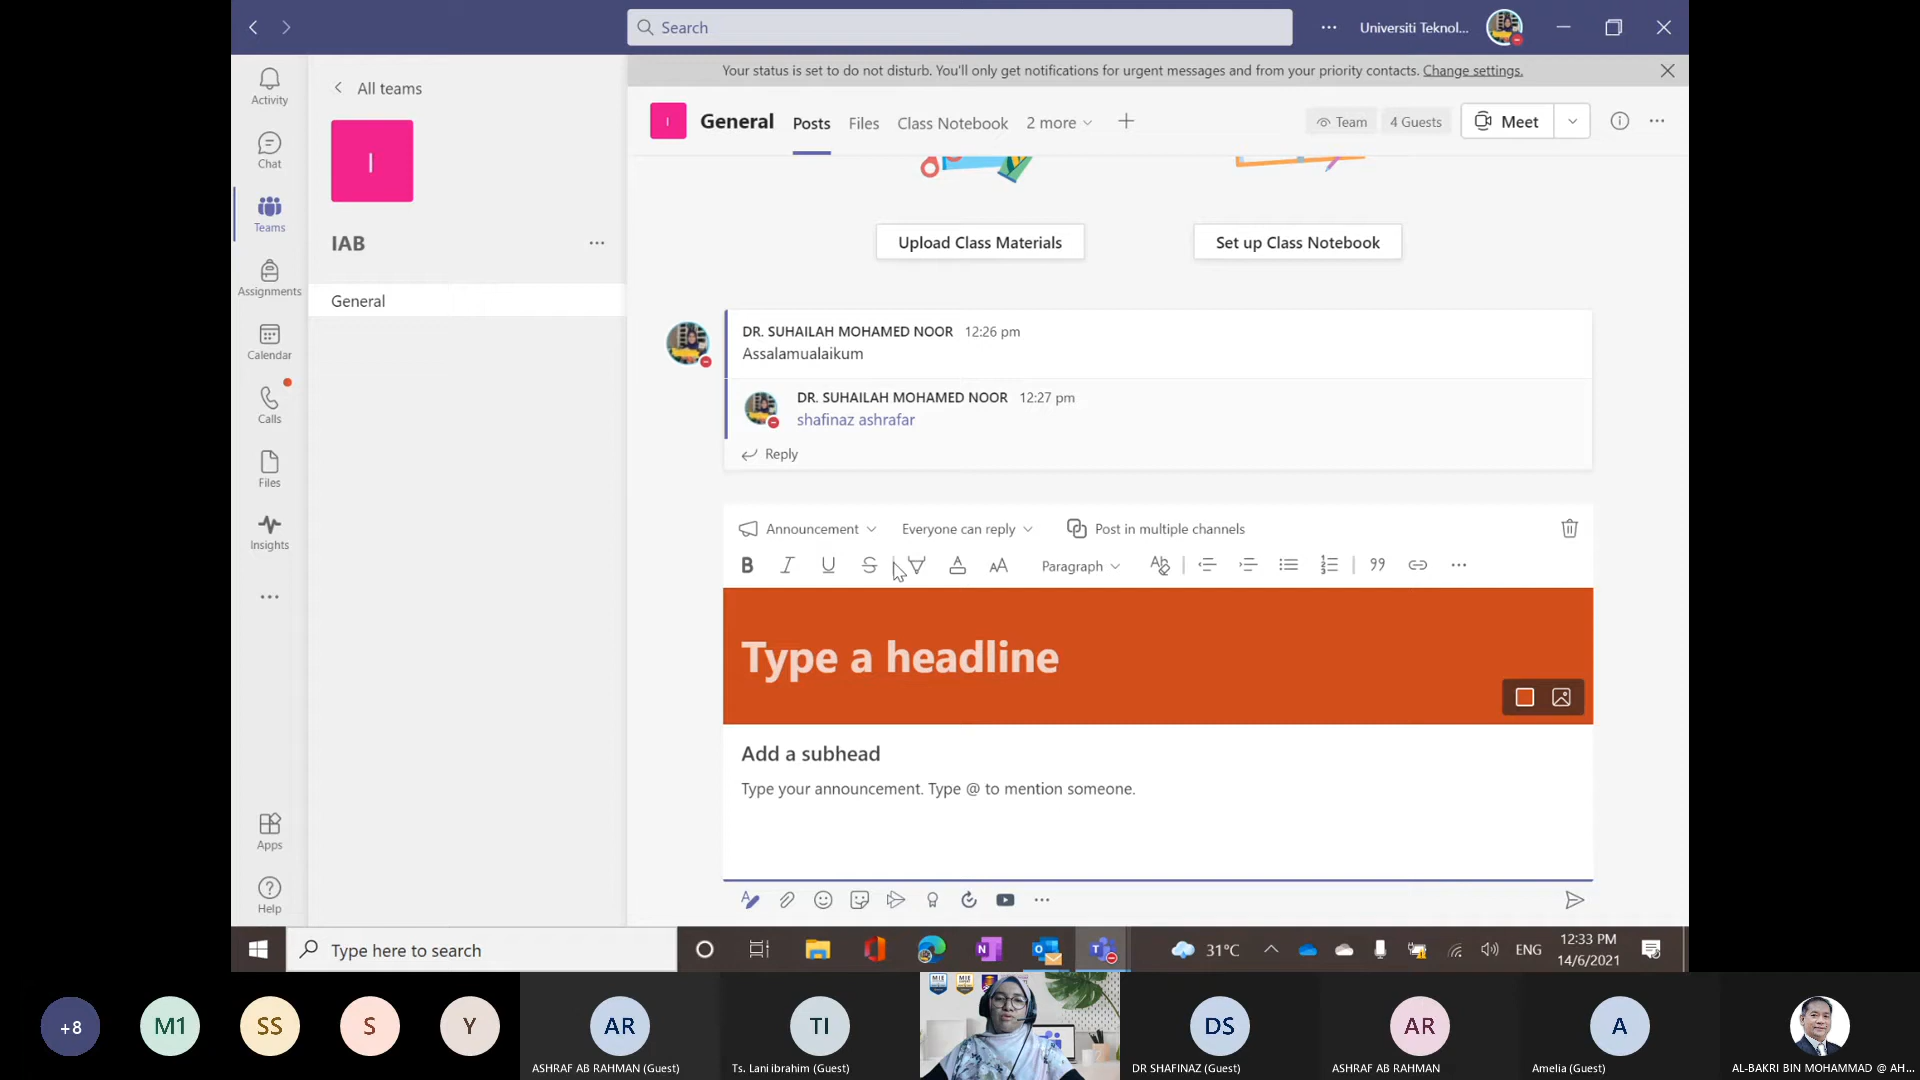 Search
Universiti Teknol...
Your status is set to do not disturb. You'll only get notifications for urgent messages and from your priority contacts. Change settings.
Activity
Chat
Teams
Assignments
Calendar
Calls
Files
Insights
Apps
Help
All teams
I
IAB
General
I
General
Posts
Files
Class Notebook
2 more
Team
4 Guests
Meet
Upload Class Materials
Set up Class Notebook
DR. SUHAILAH MOHAMED NOOR 12:26 pm
Assalamualaikum
DR. SUHAILAH MOHAMED NOOR 12:27 pm
shafinaz ashrafar
Reply
Announcement
Everyone can reply
Post in multiple channels
B I U S
Paragraph
Type a headline
Add a subhead
Type your announcement. Type @ to mention someone.
Type here to search
31°C
ENG
12:33 PM
14/6/2021
+8
M1
SS
S
Y
AR
ASHRAF AB RAHMAN (Guest)
TI
Ts. Lani ibrahim (Guest)
DS
DR SHAFINAZ (Guest)
AR
ASHRAF AB RAHMAN
A
Amelia (Guest)
AL-BAKRI BIN MOHAMMAD @ AH...